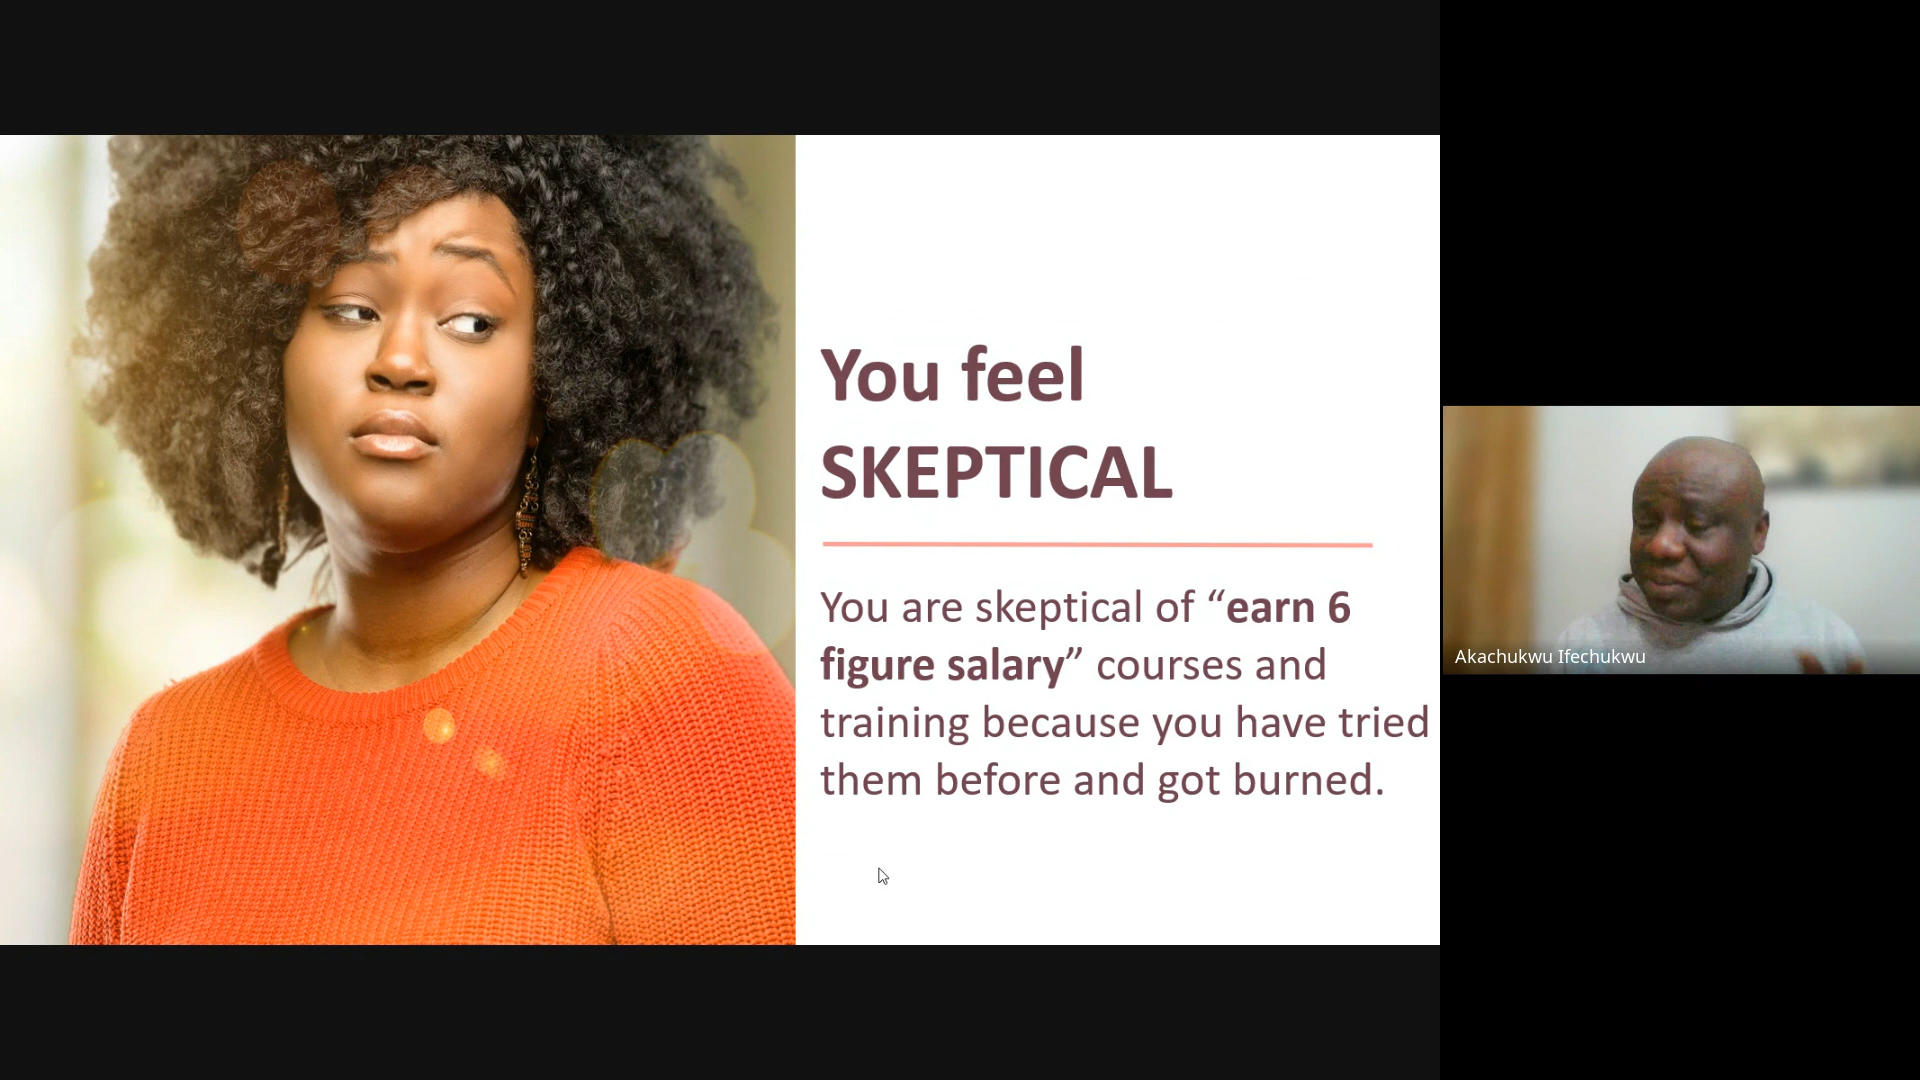 You feel
SKEPTICAL
You are skeptical of “earn 6
figure salary” courses and
training because you have tried
them before and got burned.
Akachukwu Ifechukwu